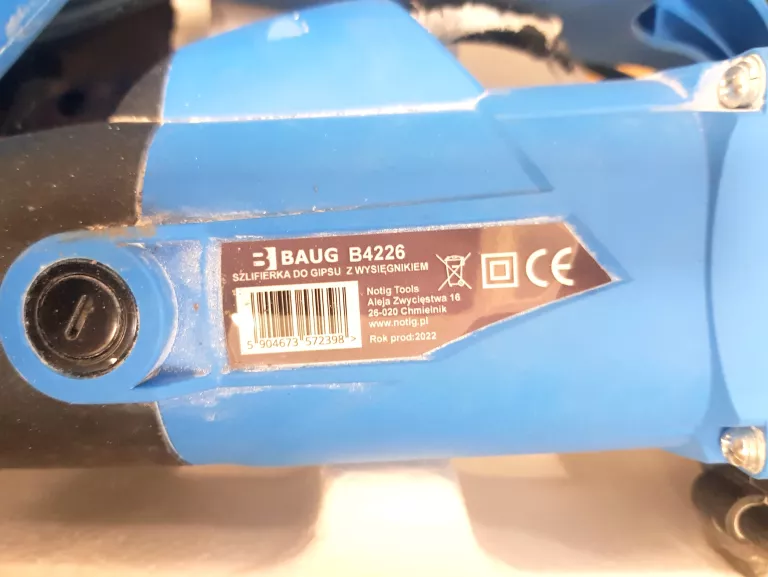 BAUG B4226
SZLIFIERKA DO GIPSU Z WYSIĘGNIKIEM
Notig Tools
Aleja Zwycięstwa 16
26-020 Chmielnik
www.notig.pl
Rok prod:2022
5 904673 572398 >
CE